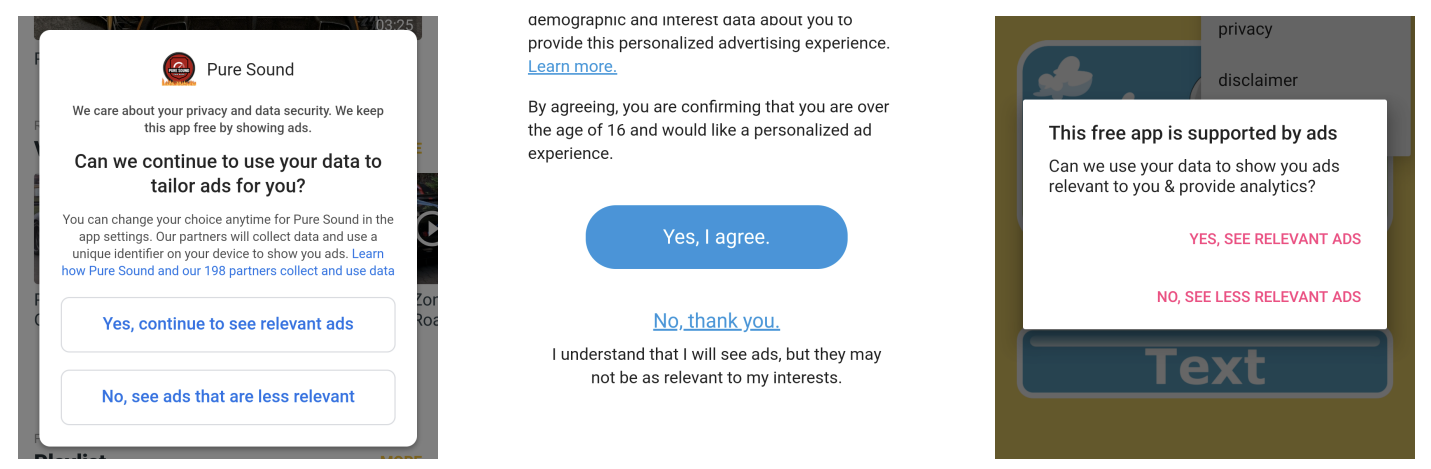 03:25
PURE SOUND
Pure Sound
We care about your privacy and data security. We keep
this app free by showing ads.
Can we continue to use your data to
tailor ads for you?
You can change your choice anytime for Pure Sound in the
app settings. Our partners will collect data and use a
unique identifier on your device to show you ads. Learn
how Pure Sound and our 198 partners collect and use data
Yes, continue to see relevant ads
No, see ads that are less relevant
Playlist
MORE
demographic and interest data about you to
provide this personalized advertising experience.
Learn more.
By agreeing, you are confirming that you are over
the age of 16 and would like a personalized ad
experience.
Yes, I agree.
No, thank you.
I understand that I will see ads, but they may
not be as relevant to my interests.
privacy
disclaimer
This free app is supported by ads
Can we use your data to show you ads
relevant to you & provide analytics?
YES, SEE RELEVANT ADS
NO, SEE LESS RELEVANT ADS
Text